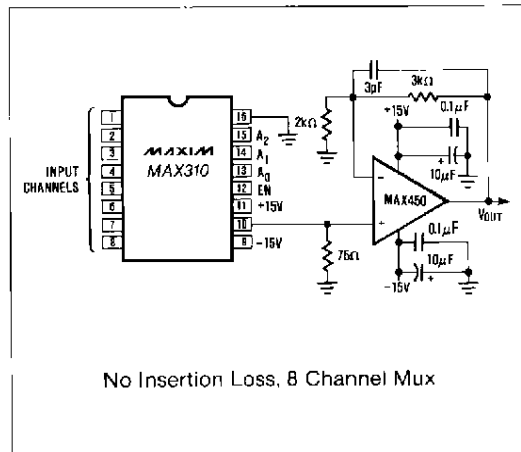 1
2
3
4
5
6
7
8
INPUT
CHANNELS
MAXIM
MAX310
16
15 A2
14 A1
13 A0
12 EN
11 +15V
10
9 -15V
3pF
3kΩ
2kΩ
+15V
0.1μF
10μF
+
-
+
MAX450
VOUT
75Ω
0.1μF
10μF
+
-15V
No Insertion Loss, 8 Channel Mux